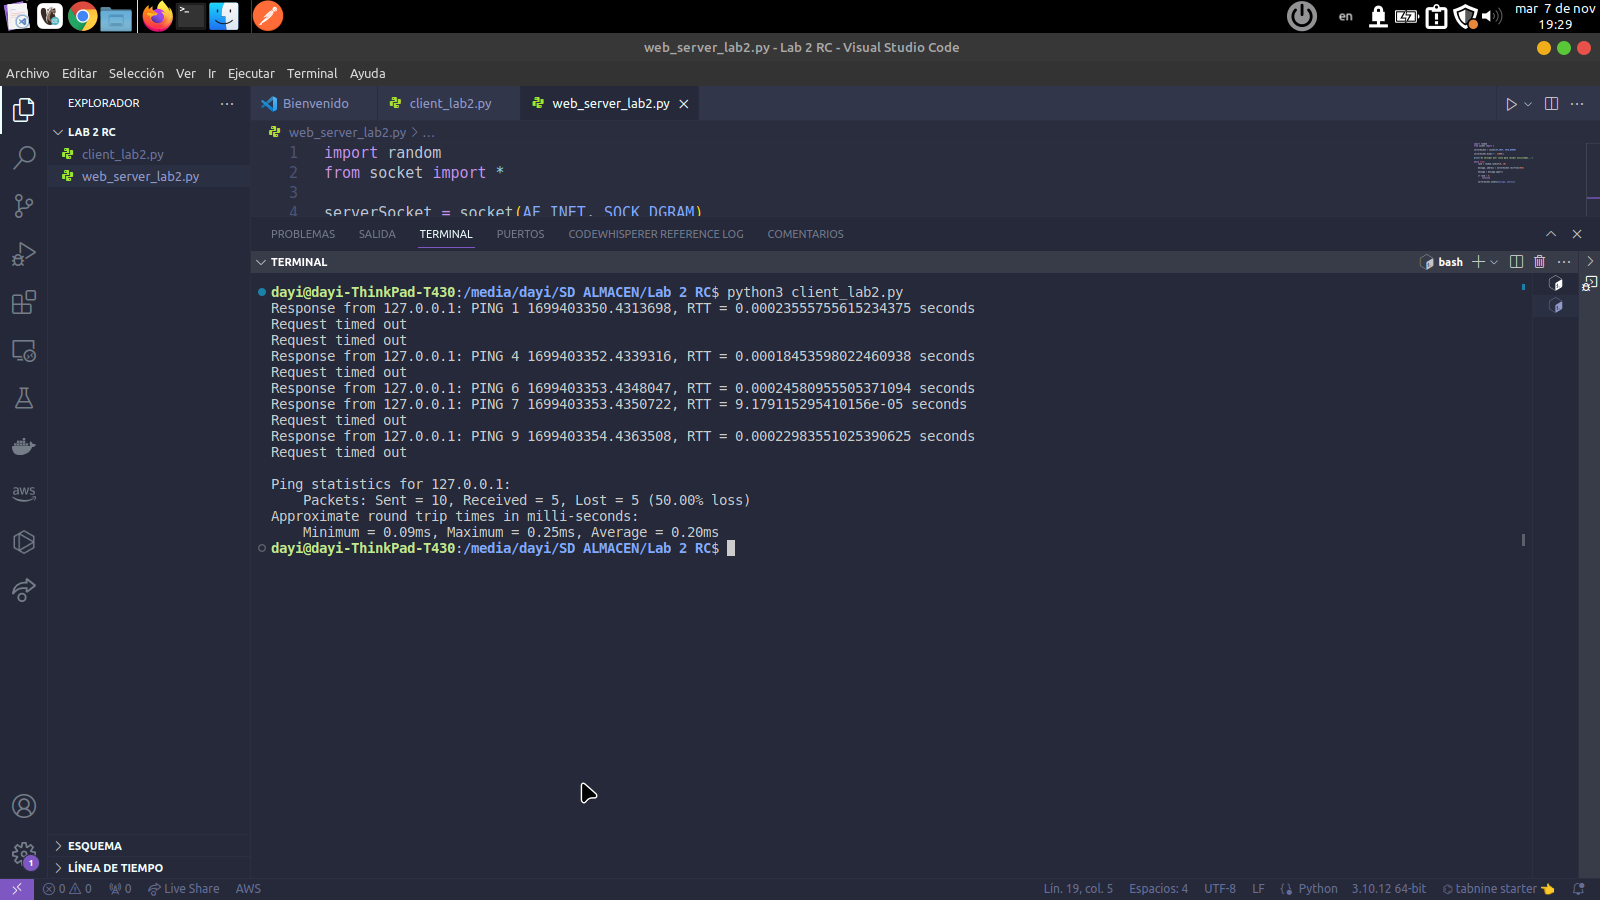 en
mar 7 de nov
19:29
web_server_lab2.py - Lab 2 RC - Visual Studio Code
Archivo Editar Selección Ver Ir Ejecutar Terminal Ayuda
EXPLORADOR
LAB 2 RC
client_lab2.py
web_server_lab2.py
Bienvenido client_lab2.py web_server_lab2.py
web_server_lab2.py > ...
1 import random
2 from socket import *
3
4 serverSocket = socket(AF_INET, SOCK_DGRAM)
PROBLEMAS SALIDA TERMINAL PUERTOS CODEWHISPERER REFERENCE LOG COMENTARIOS
TERMINAL
bash
dayi@dayi-ThinkPad-T430:/media/dayi/SD ALMACEN/Lab 2 RC$ python3 client_lab2.py
Response from 127.0.0.1: PING 1 1699403350.4313698, RTT = 0.00023555755615234375 seconds
Request timed out
Request timed out
Response from 127.0.0.1: PING 4 1699403352.4339316, RTT = 0.00018453598022460938 seconds
Request timed out
Response from 127.0.0.1: PING 6 1699403353.4348047, RTT = 0.00024580955505371094 seconds
Response from 127.0.0.1: PING 7 1699403353.4350722, RTT = 9.179115295410156e-05 seconds
Request timed out
Response from 127.0.0.1: PING 9 1699403354.4363508, RTT = 0.00022983551025390625 seconds
Request timed out
Ping statistics for 127.0.0.1:
Packets: Sent = 10, Received = 5, Lost = 5 (50.00% loss)
Approximate round trip times in milli-seconds:
Minimum = 0.09ms, Maximum = 0.25ms, Average = 0.20ms
dayi@dayi-ThinkPad-T430:/media/dayi/SD ALMACEN/Lab 2 RC$
aws
1
ESQUEMA
LÍNEA DE TIEMPO
0 0 0 Live Share AWS
Lín. 19, col. 5 Espacios: 4 UTF-8 LF Python 3.10.12 64-bit tabnine starter